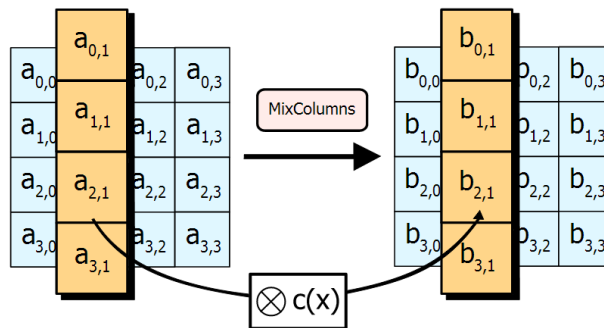 a0,1
a0,0 a0,2 a0,3
a1,1
a1,0 a1,2 a1,3
a2,1
a2,0 a2,2 a2,3
a3,1
a3,0 a3,2 a3,3
MixColumns
b0,1
b0,0 b0,2 b0,3
b1,1
b1,0 b1,2 b1,3
b2,1
b2,0 b2,2 b2,3
b3,1
b3,0 b3,2 b3,3
⊗ c(x)